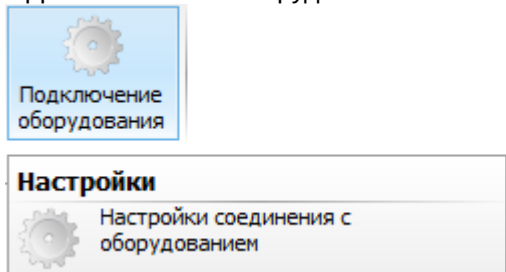 Подключение
оборудования
Настройки
Настройки соединения с
оборудованием